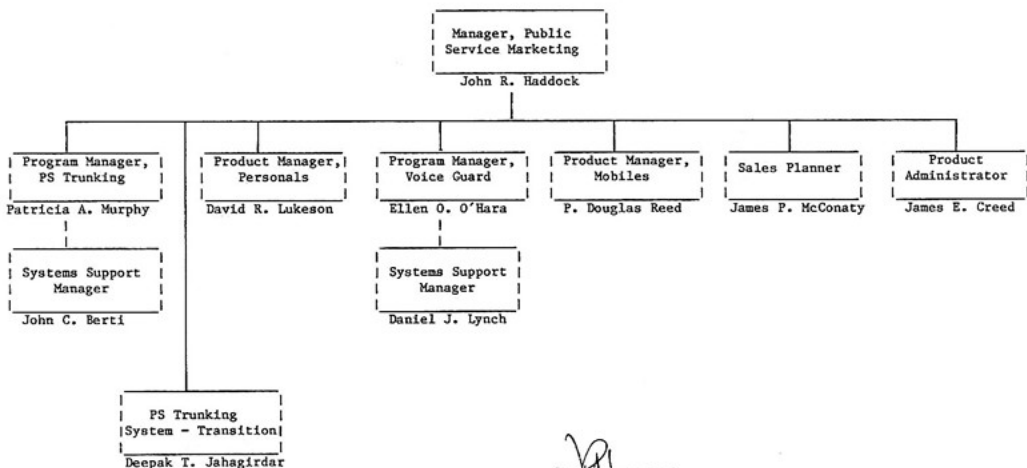 Manager, Public
Service Marketing
John R. Haddock
Program Manager,
PS Trunking
Patricia A. Murphy
Product Manager,
Personals
David R. Lukeson
Program Manager,
Voice Guard
Ellen O. O'Hara
Product Manager,
Mobiles
P. Douglas Reed
Sales Planner
James P. McConaty
Product
Administrator
James E. Creed
Systems Support
Manager
John C. Berti
Systems Support
Manager
Daniel J. Lynch
PS Trunking
System - Transition
Deepak T. Jahagirdar